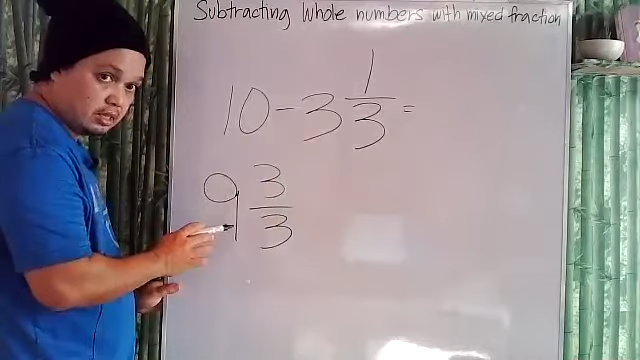 Subtracting Whole numbers with mixed fraction
10 - 3 1/3 =
9 3/3